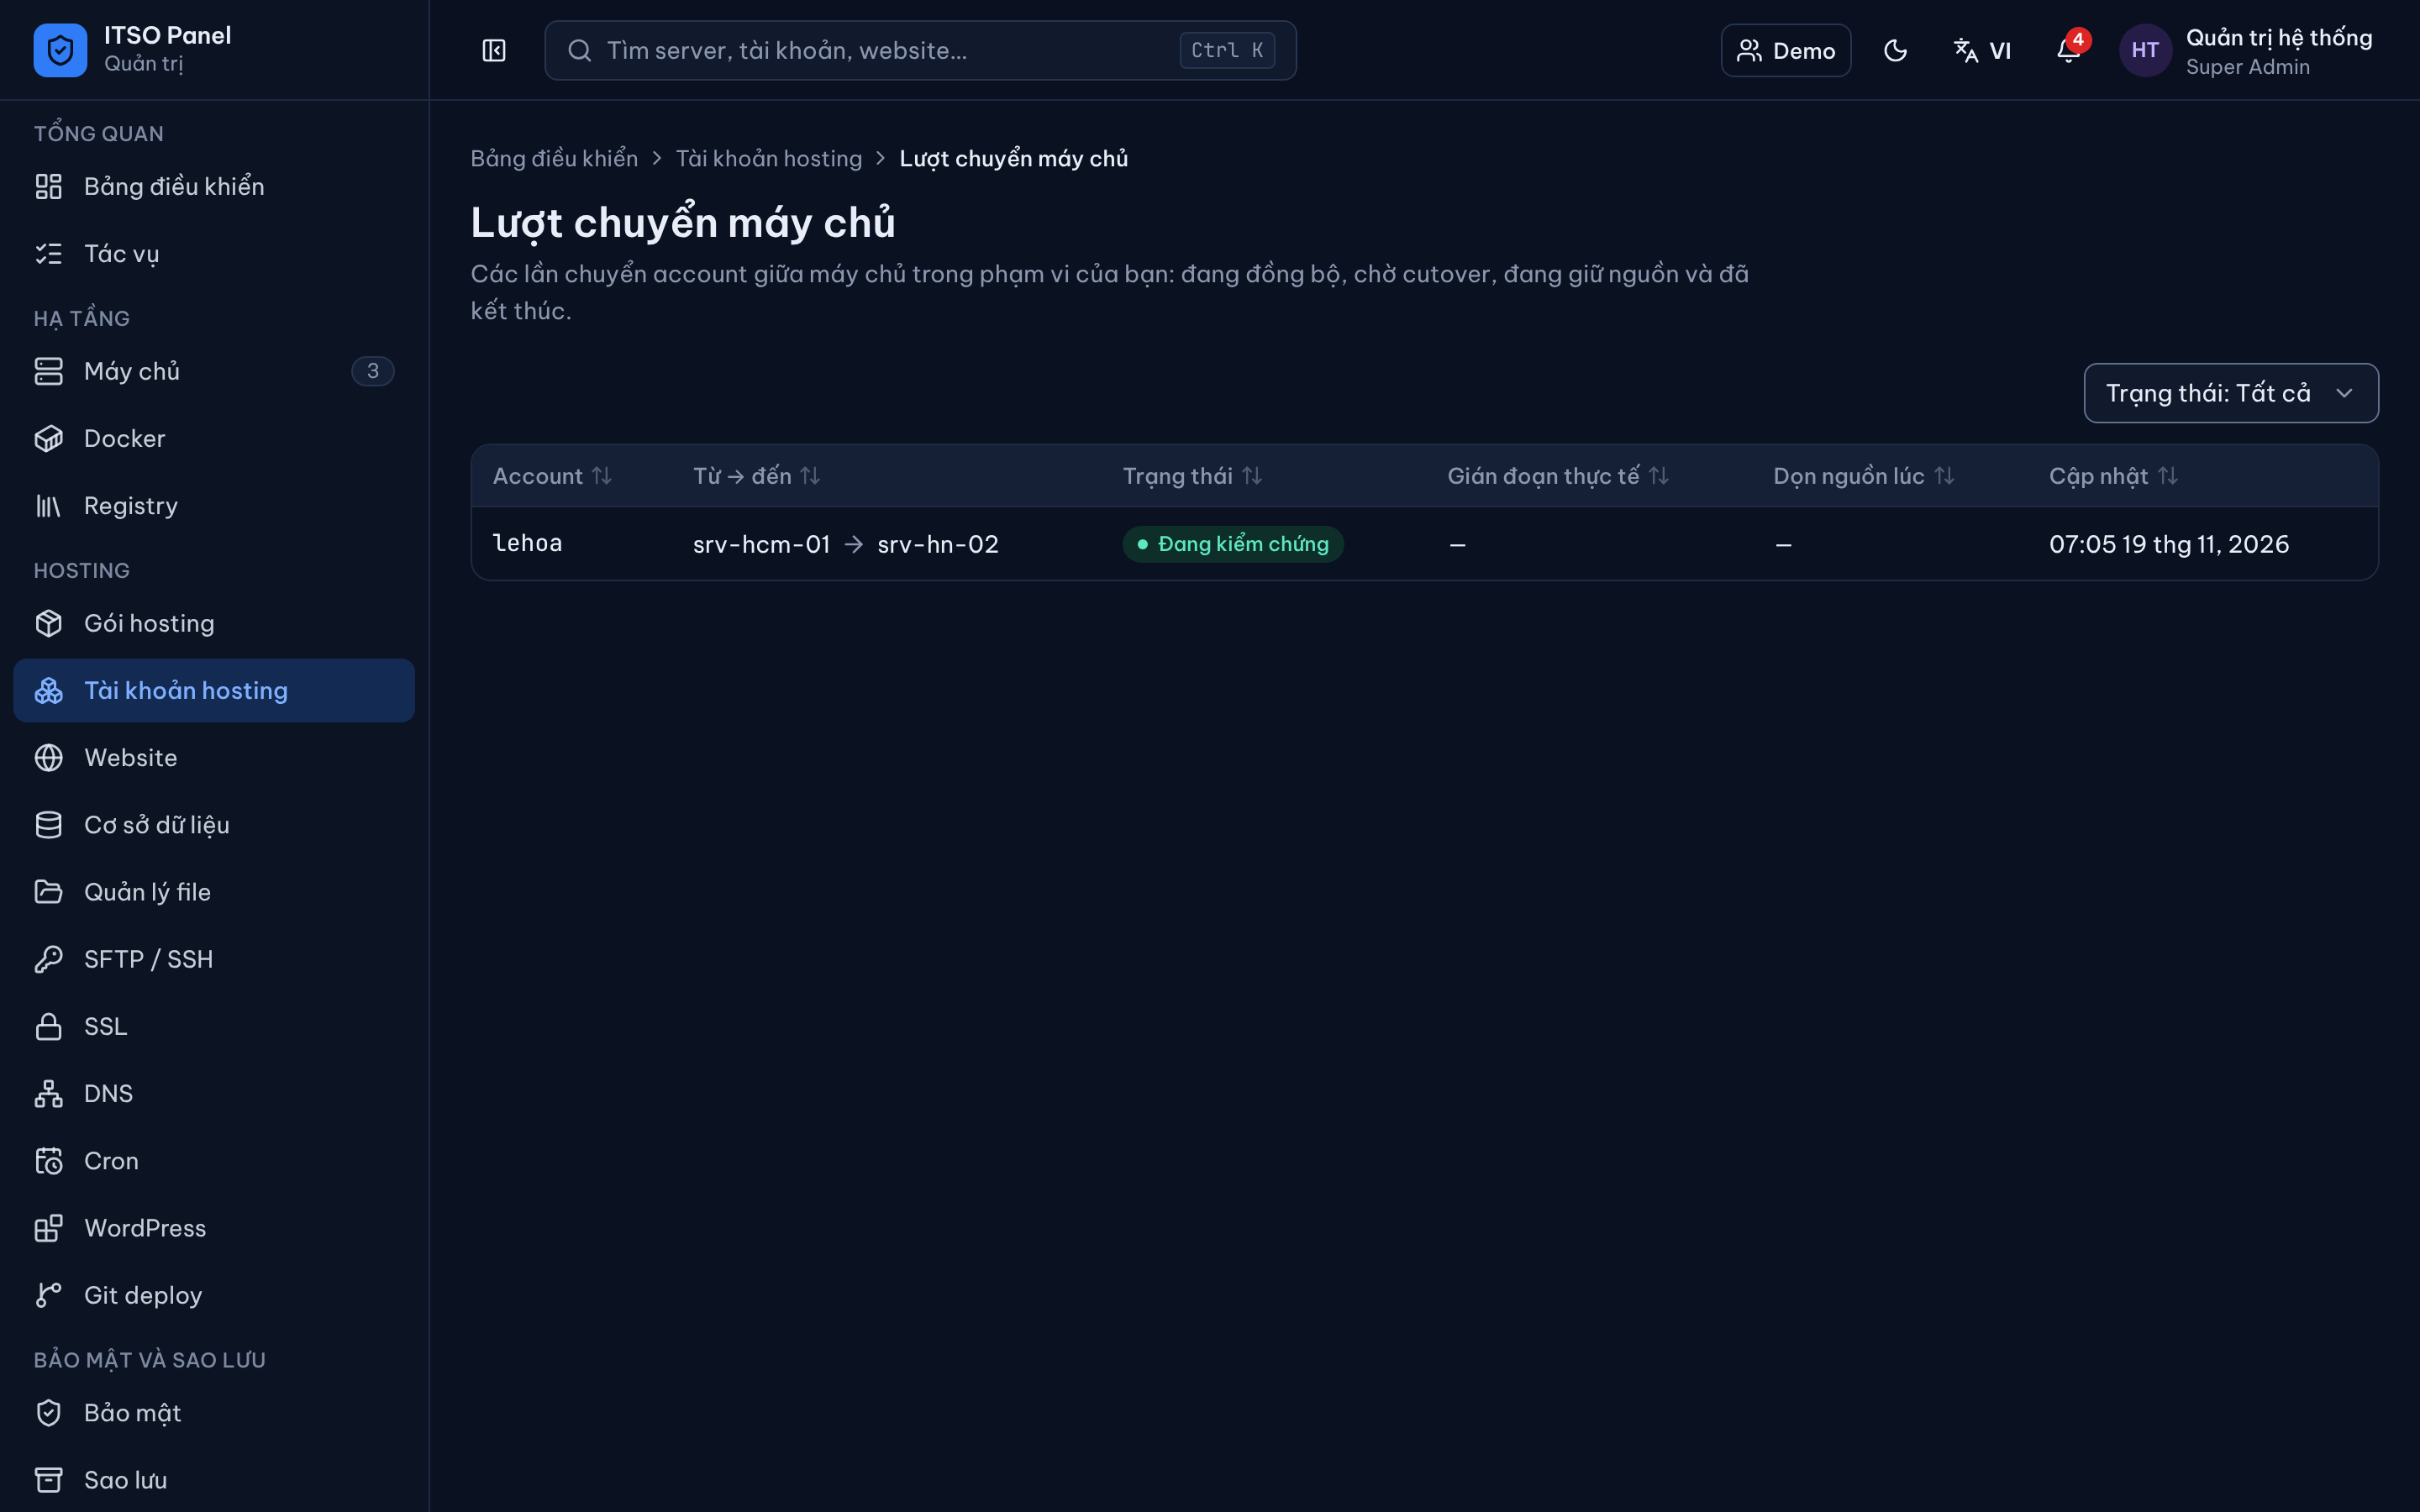 ITSO Panel
Quản trị
Tìm server, tài khoản, website...
Ctrl K
Demo
VI
4
HT
Quản trị hệ thống
Super Admin
TỔNG QUAN
Bảng điều khiển
Tác vụ
HẠ TẦNG
Máy chủ
3
Docker
Registry
HOSTING
Gói hosting
Tài khoản hosting
Website
Cơ sở dữ liệu
Quản lý file
SFTP / SSH
SSL
DNS
Cron
WordPress
Git deploy
BẢO MẬT VÀ SAO LƯU
Bảo mật
Sao lưu
Bảng điều khiển > Tài khoản hosting > Lượt chuyển máy chủ
Lượt chuyển máy chủ
Các lần chuyển account giữa máy chủ trong phạm vi của bạn: đang đồng bộ, chờ cutover, đang giữ nguồn và đã
kết thúc.
Trạng thái: Tất cả
Account Từ → đến Trạng thái Gián đoạn thực tế Dọn nguồn lúc Cập nhật
lehoa srv-hcm-01 → srv-hn-02 Đang kiểm chứng — — 07:05 19 thg 11, 2026